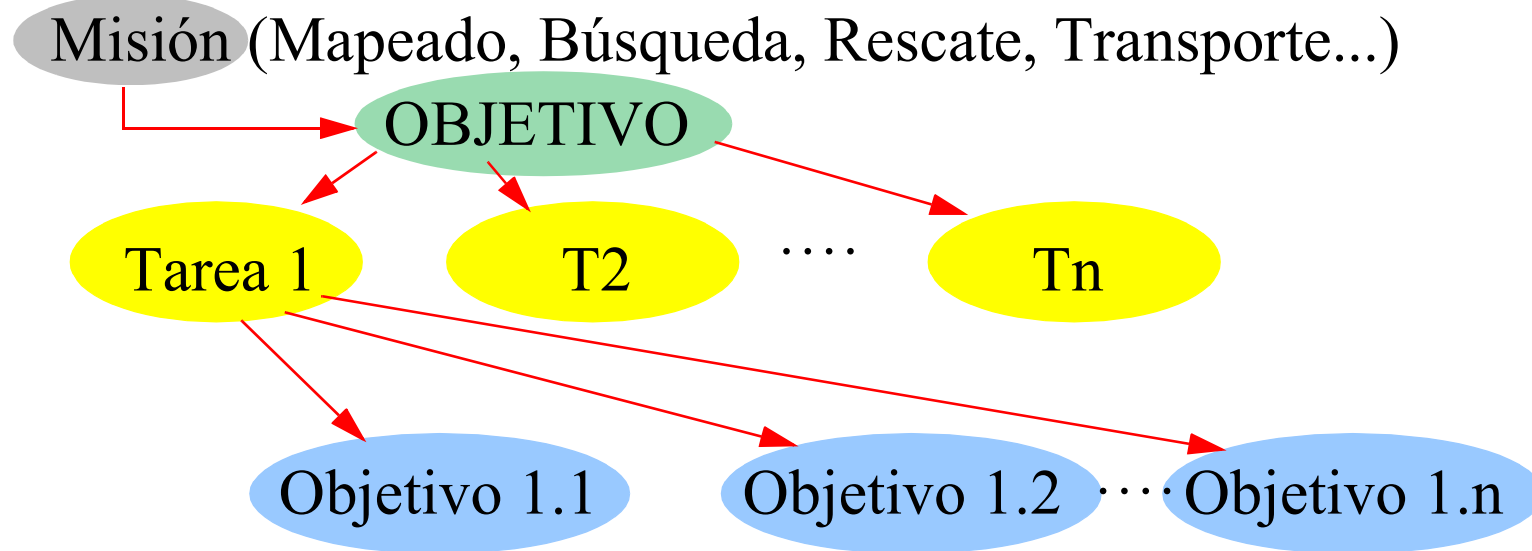 Misión (Mapeado, Búsqueda, Rescate, Transporte...)
OBJETIVO
Tarea 1 T2 .... Tn
Objetivo 1.1 Objetivo 1.2 .... Objetivo 1.n